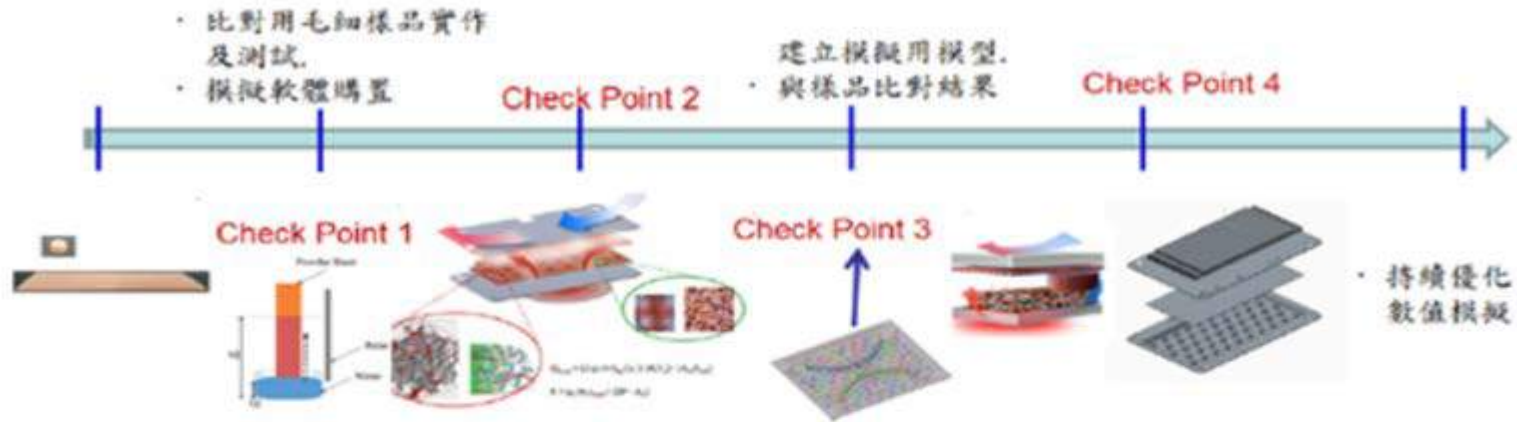 · 比對用毛細樣品實作
及測試.
· 模擬軟體購置
Check Point 2
建立模擬用模型.
· 與樣品比對結果
Check Point 4
Check Point 1
Check Point 3
· 持續優化
數值模擬